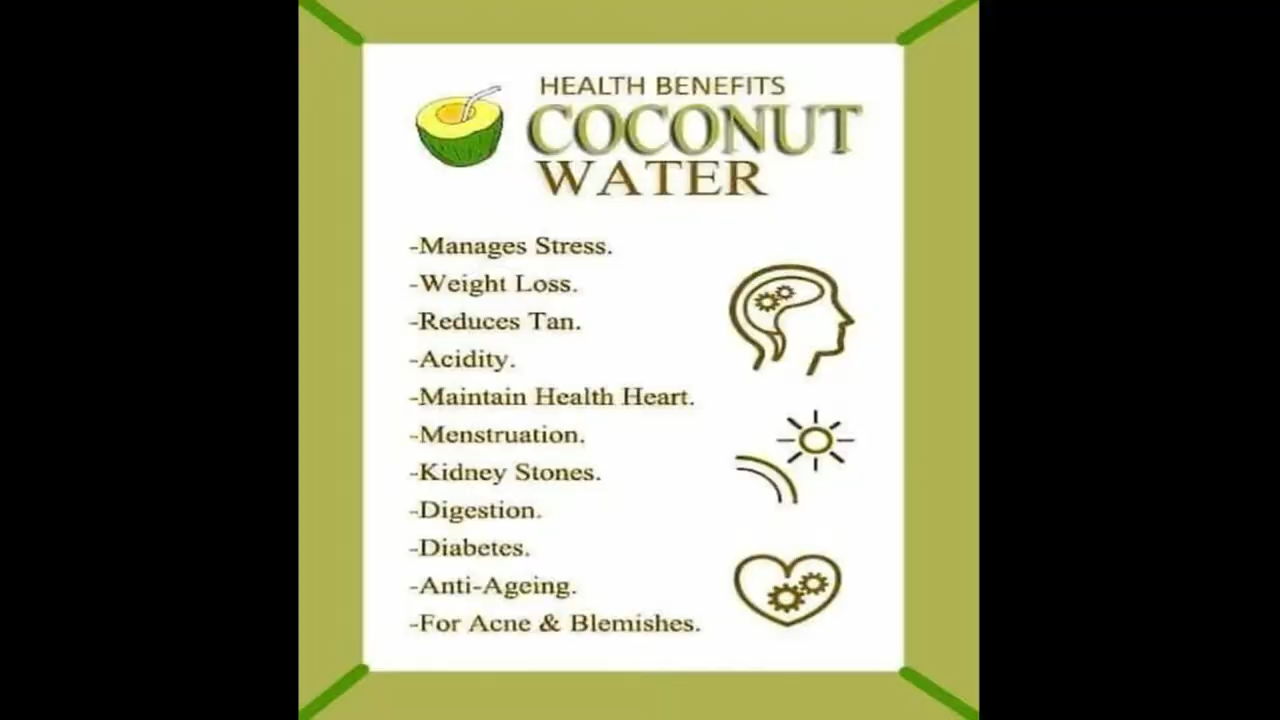 HEALTH BENEFITS
COCONUT
WATER
-Manages Stress.
-Weight Loss.
-Reduces Tan.
-Acidity.
-Maintain Health Heart.
-Menstruation.
-Kidney Stones.
-Digestion.
-Diabetes.
-Anti-Ageing.
-For Acne & Blemishes.